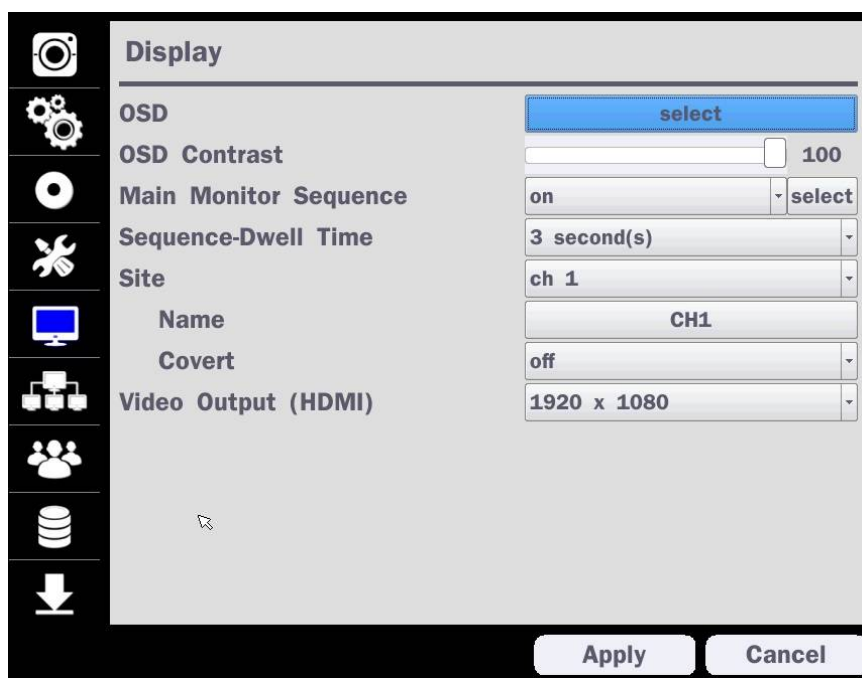 Display
OSD select
OSD Contrast 100
Main Monitor Sequence on select
Sequence-Dwell Time 3 second(s)
Site ch 1
Name CH1
Covert off
Video Output (HDMI) 1920 x 1080
Apply Cancel